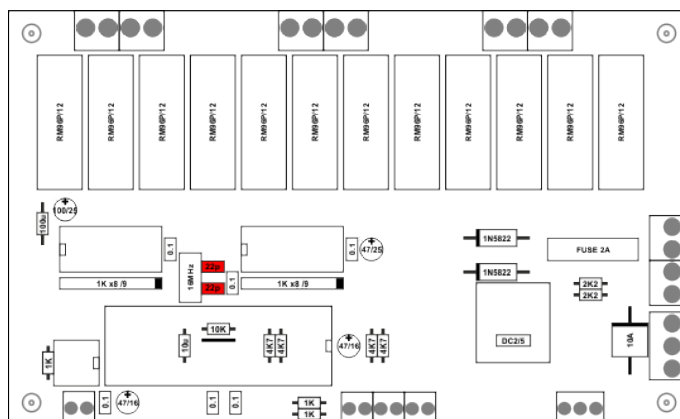 RM96P/12
RM96P/12
RM96P/12
RM96P/12
RM96P/12
RM96P/12
RM96P/12
RM96P/12
RM96P/12
RM96P/12
RM96P/12
RM96P/12
100u
100/25
0.1
47/25
1N5822
FUSE 2A
16MHz
22p
22p
0.1
0.1
1N5822
1K x8 /9
1K x8 /9
2K2
2K2
10K
10u
4K7
4K7
47/16
4K7
4K7
DC2/5
10A
1K
0.1
47/16
0.1
0.1
1K
1K